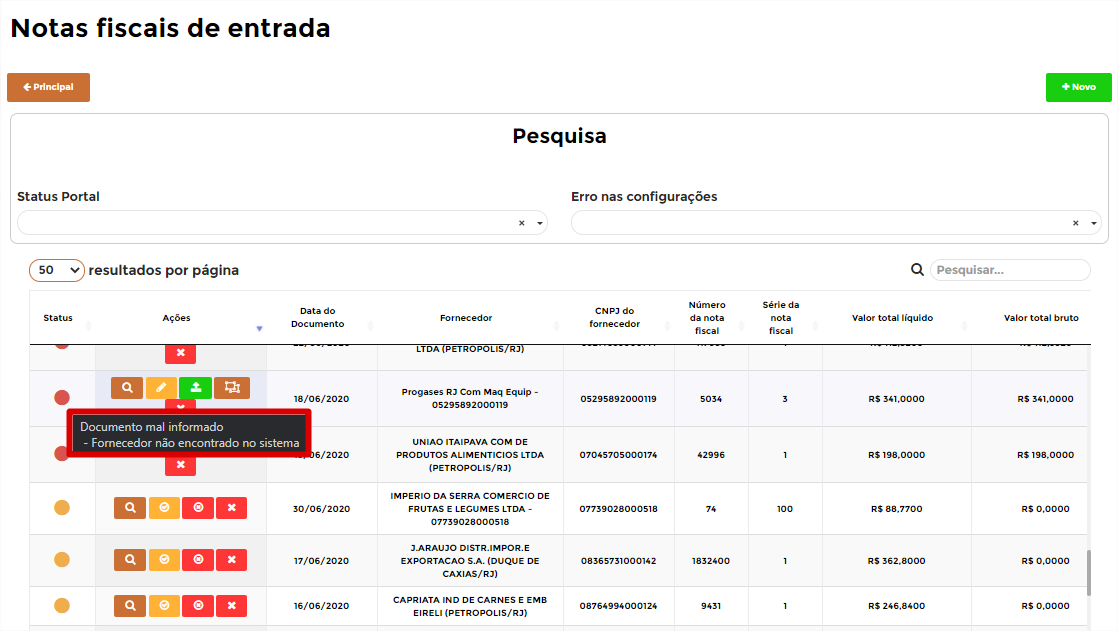 Notas fiscais de entrada
Principal
Novo
Pesquisa
Status Portal
Erro nas configurações
× ×
50 resultados por página
Pesquisar...
Status Ações Data do Documento Fornecedor CNPJ do fornecedor Número da nota fiscal Série da nota fiscal Valor total líquido Valor total bruto
LTDA (PETROPOLIS/RJ)
18/06/2020 Progases RJ Com Maq Equip - 05295892000119 05295892000119 5034 3 R$ 341,0000 R$ 341,0000
Documento mal informado
- Fornecedor não encontrado no sistema
/06/2020 UNIAO ITAIPAVA COM DE PRODUTOS ALIMENTICIOS LTDA (PETROPOLIS/RJ) 07045705000174 42996 1 R$ 198,0000 R$ 198,0000
30/06/2020 IMPERIO DA SERRA COMERCIO DE FRUTAS E LEGUMES LTDA - 07739028000518 07739028000518 74 100 R$ 88,7700 R$ 0,0000
17/06/2020 J.ARAUJO DISTR.IMPOR.E EXPORTACAO S.A. (DUQUE DE CAXIAS/RJ) 08365731000142 1832400 1 R$ 362,8000 R$ 0,0000
16/06/2020 CAPRIATA IND DE CARNES E EMB EIRELI (PETROPOLIS/RJ) 08764994000124 9431 1 R$ 246,8400 R$ 0,0000